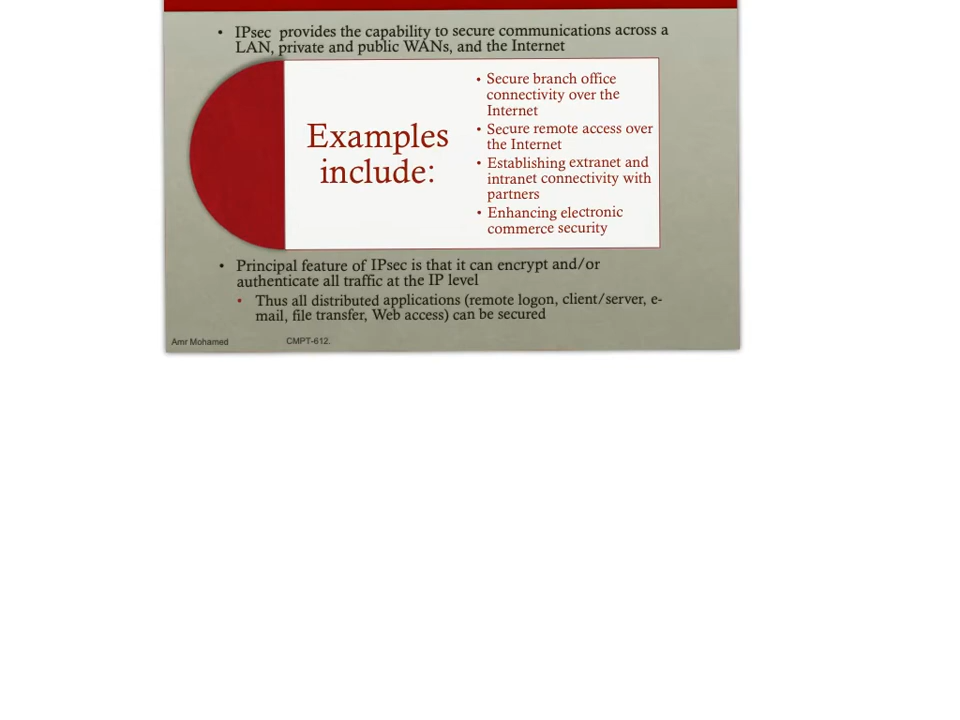 • IPsec provides the capability to secure communications across a
LAN, private and public WANs, and the Internet
Examples
include:
• Secure branch office
connectivity over the
Internet
• Secure remote access over
the Internet
• Establishing extranet and
intranet connectivity with
partners
• Enhancing electronic
commerce security
• Principal feature of IPsec is that it can encrypt and/or
authenticate all traffic at the IP level
• Thus all distributed applications (remote logon, client/server, e-
mail, file transfer, Web access) can be secured
Amr Mohamed
CMPT-612.